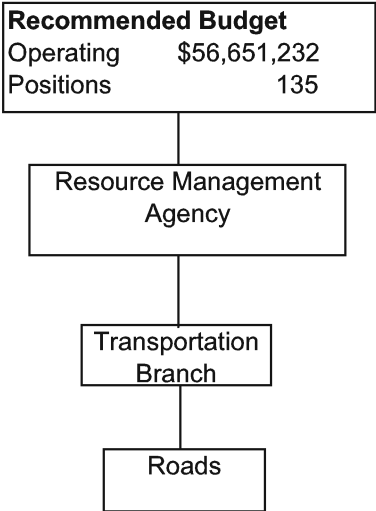 Recommended Budget
Operating $56,651,232
Positions 135
Resource Management
Agency
Transportation
Branch
Roads